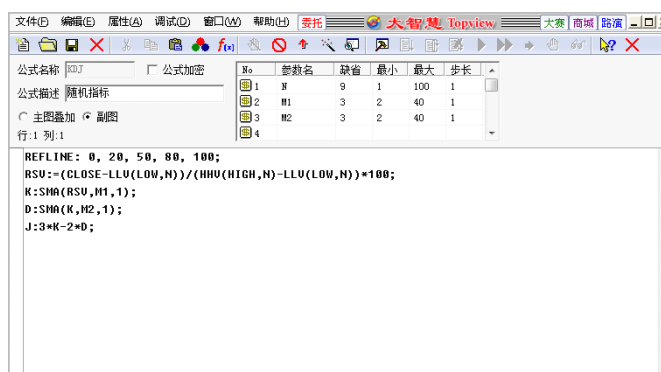 文件(F) 编辑(E) 属性(A) 调试(D) 窗口(W) 帮助(H) 委托 大智慧 Topview 大赛 商城 路演
公式名称 KDJ 公式加密
公式描述 随机指标
主图叠加 副图
行:1 列:1
No 参数名 缺省 最小 最大 步长
1 N 9 1 100 1
2 M1 3 2 40 1
3 M2 3 2 40 1
4
REFLINE: 0, 20, 50, 80, 100;
RSV:=(CLOSE-LLV(LOW,N))/(HHV(HIGH,N)-LLV(LOW,N))*100;
K:SMA(RSV,M1,1);
D:SMA(K,M2,1);
J:3*K-2*D;